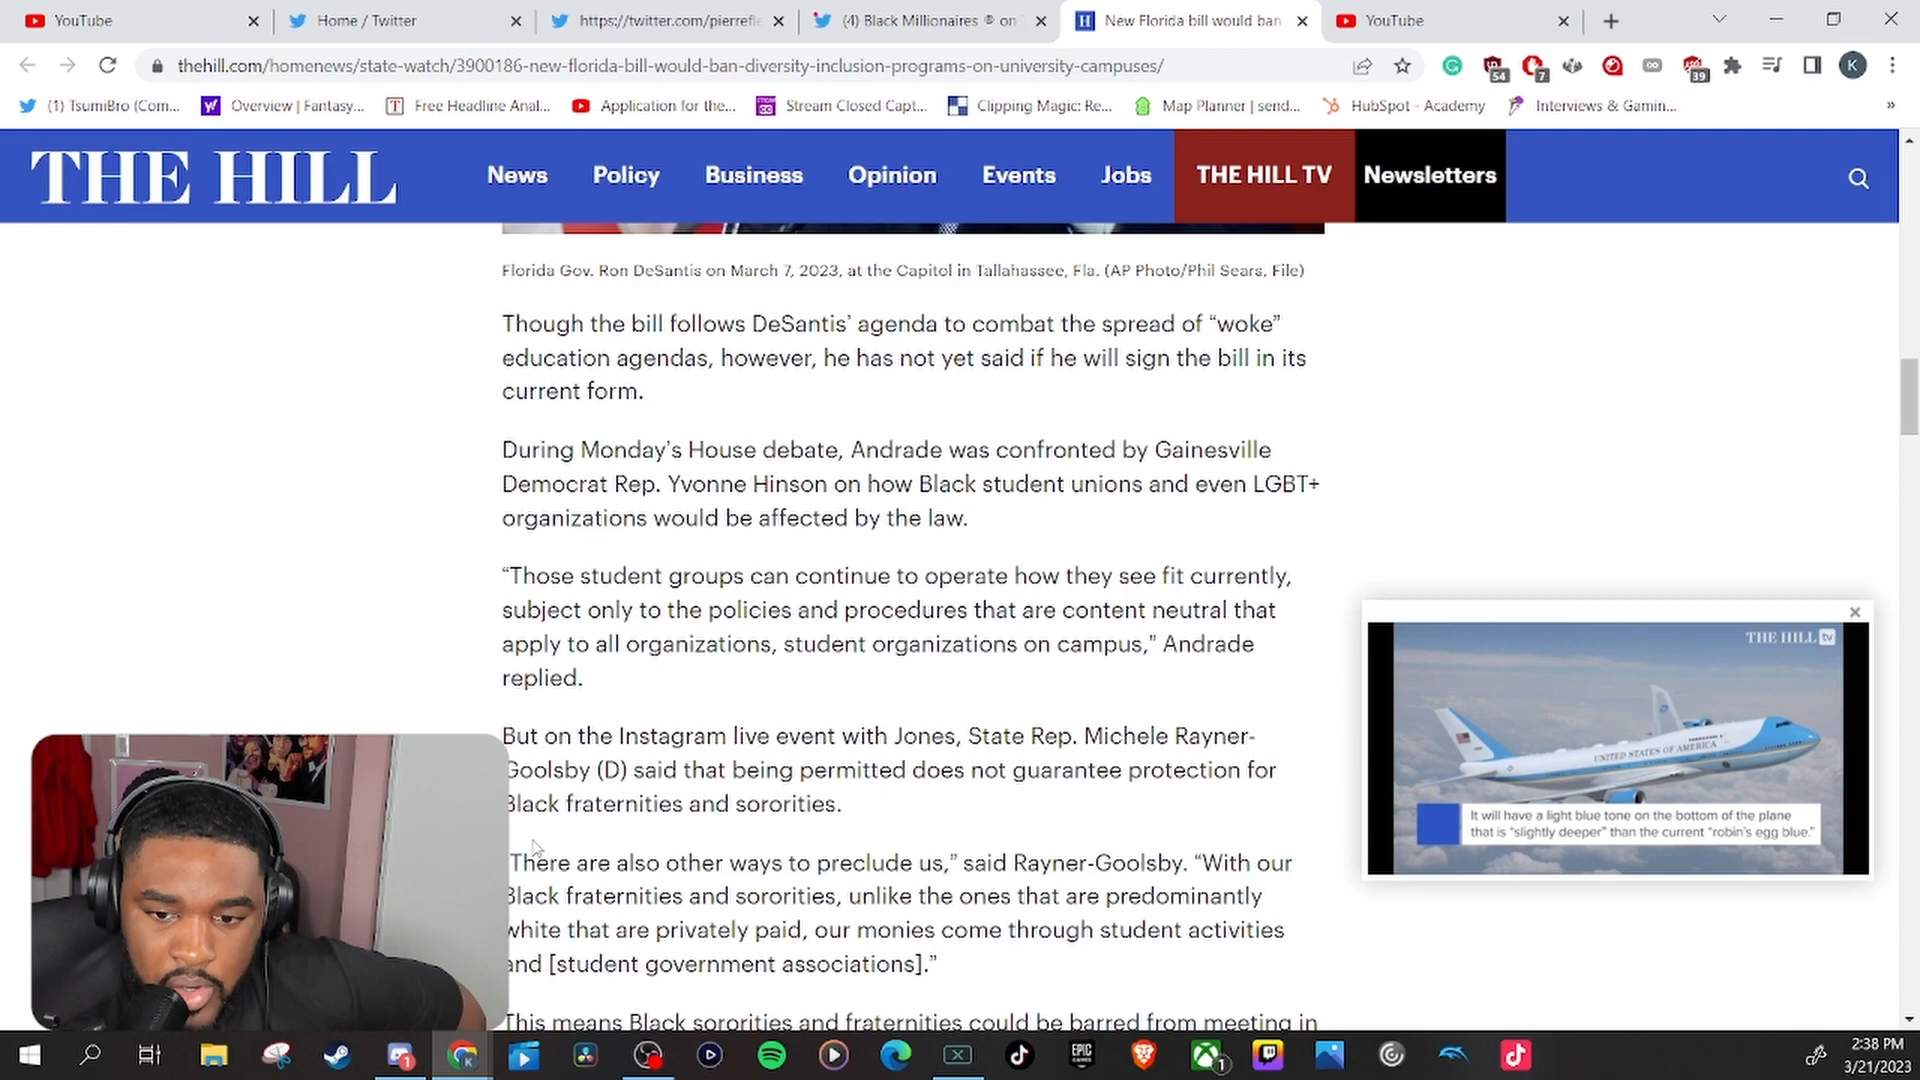 YouTube
Home / Twitter
https://twitter.com/pierrefle
(4) Black Millionaires ® on
New Florida bill would ban
YouTube
thehill.com/homenews/state-watch/3900186-new-florida-bill-would-ban-diversity-inclusion-programs-on-university-campuses/
54
7
39
K
(1) TsumiBro (Com...
Overview | Fantasy...
Free Headline Anal...
Application for the...
Stream Closed Capt...
Clipping Magic: Re...
Map Planner | send...
HubSpot - Academy
Interviews & Gamin...
»
THE HILL
News
Policy
Business
Opinion
Events
Jobs
THE HILL TV
Newsletters
Florida Gov. Ron DeSantis on March 7, 2023, at the Capitol in Tallahassee, Fla. (AP Photo/Phil Sears, File)
Though the bill follows DeSantis’ agenda to combat the spread of “woke”
education agendas, however, he has not yet said if he will sign the bill in its
current form.
During Monday’s House debate, Andrade was confronted by Gainesville
Democrat Rep. Yvonne Hinson on how Black student unions and even LGBT+
organizations would be affected by the law.
“Those student groups can continue to operate how they see fit currently,
subject only to the policies and procedures that are content neutral that
apply to all organizations, student organizations on campus,” Andrade
replied.
But on the Instagram live event with Jones, State Rep. Michele Rayner-
Goolsby (D) said that being permitted does not guarantee protection for
Black fraternities and sororities.
“There are also other ways to preclude us,” said Rayner-Goolsby. “With our
Black fraternities and sororities, unlike the ones that are predominantly
white that are privately paid, our monies come through student activities
and [student government associations].”
This means Black sororities and fraternities could be barred from meeting in
THE HILL tv
UNITED STATES OF AMERICA
It will have a light blue tone on the bottom of the plane
that is “slightly deeper” than the current “robin’s egg blue.”
1
EPIC
1
2:38 PM
3/21/2023